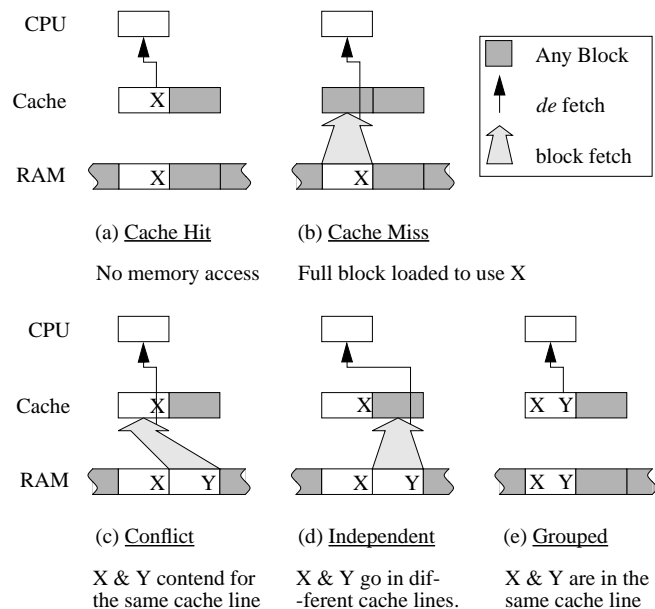 CPU
Any Block
Cache
X
de fetch
RAM
X
X
block fetch
(a) Cache Hit
(b) Cache Miss
No memory access
Full block loaded to use X
CPU
Cache
X
X
X Y
RAM
X Y
X Y
X Y
(c) Conflict
(d) Independent
(e) Grouped
X & Y contend for
the same cache line
X & Y go in dif-
-ferent cache lines.
X & Y are in the
same cache line